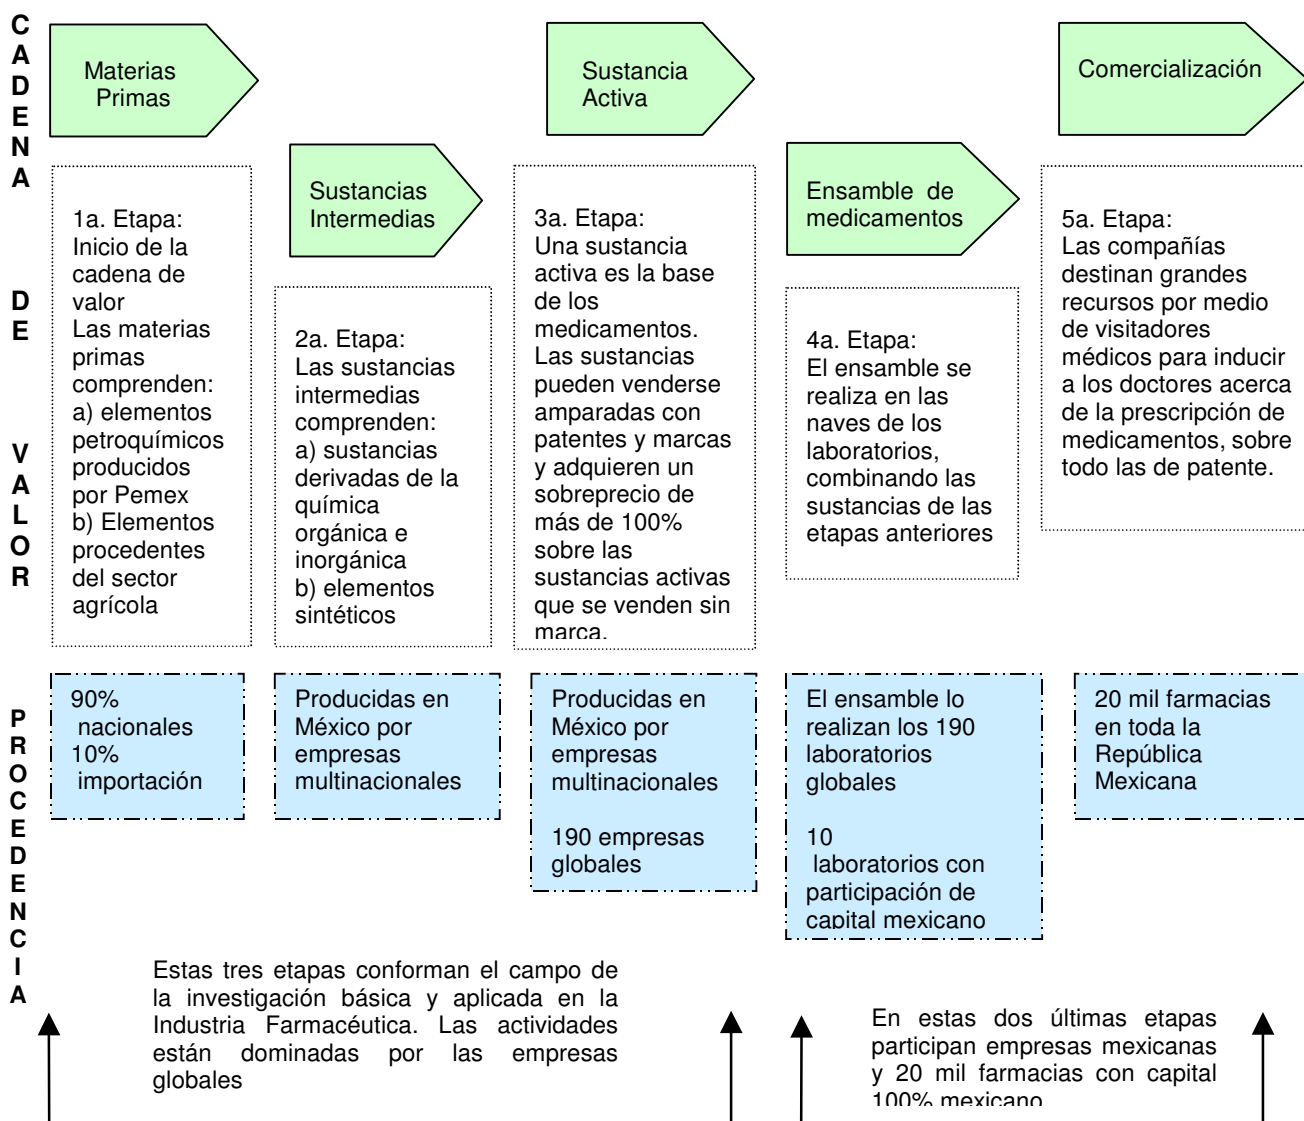 CADENA
DE
VALOR
Materias
Primas
Sustancias
Intermedias
Sustancia
Activa
Ensamble de
medicamentos
Comercialización
1a. Etapa:
Inicio de la
cadena de
valor
Las materias
primas
comprenden:
a) elementos
petroquímicos
producidos
por Pemex
b) Elementos
procedentes
del sector
agrícola
2a. Etapa:
Las sustancias
intermedias
comprenden:
a) sustancias
derivadas de la
química
orgánica e
inorgánica
b) elementos
sintéticos
3a. Etapa:
Una sustancia
activa es la base
de los
medicamentos.
Las sustancias
pueden venderse
amparadas con
patentes y marcas
y adquieren un
sobreprecio de
más de 100%
sobre las
sustancias activas
que se venden sin
marca.
4a. Etapa:
El ensamble se
realiza en las
naves de los
laboratorios,
combinando las
sustancias de las
etapas anteriores
5a. Etapa:
Las compañías
destinan grandes
recursos por medio
de visitadores
médicos para inducir
a los doctores acerca
de la prescripción de
medicamentos, sobre
todo las de patente.
PROCEDENCIA
90%
nacionales
10%
importación
Producidas en
México por
empresas
multinacionales
Producidas en
México por
empresas
multinacionales
190 empresas
globales
El ensamble lo
realizan los 190
laboratorios
globales
10
laboratorios con
participación de
capital mexicano
20 mil farmacias
en toda la
República
Mexicana
Estas tres etapas conforman el campo de
la investigación básica y aplicada en la
Industria Farmacéutica. Las actividades
están dominadas por las empresas
globales
En estas dos últimas etapas
participan empresas mexicanas
y 20 mil farmacias con capital
100% mexicano